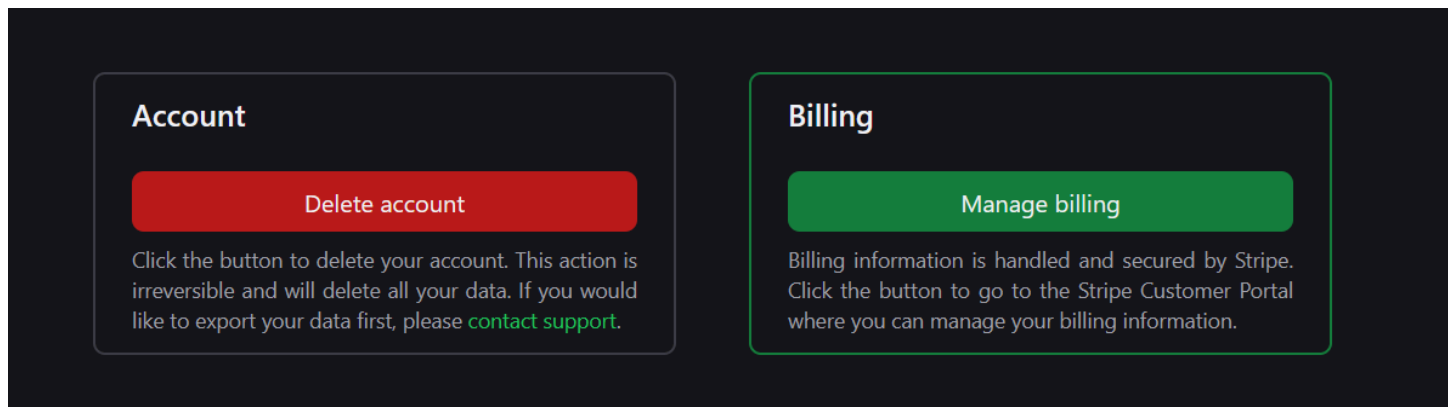 Account
Delete account
Click the button to delete your account. This action is
irreversible and will delete all your data. If you would
like to export your data first, please contact support.
Billing
Manage billing
Billing information is handled and secured by Stripe.
Click the button to go to the Stripe Customer Portal
where you can manage your billing information.